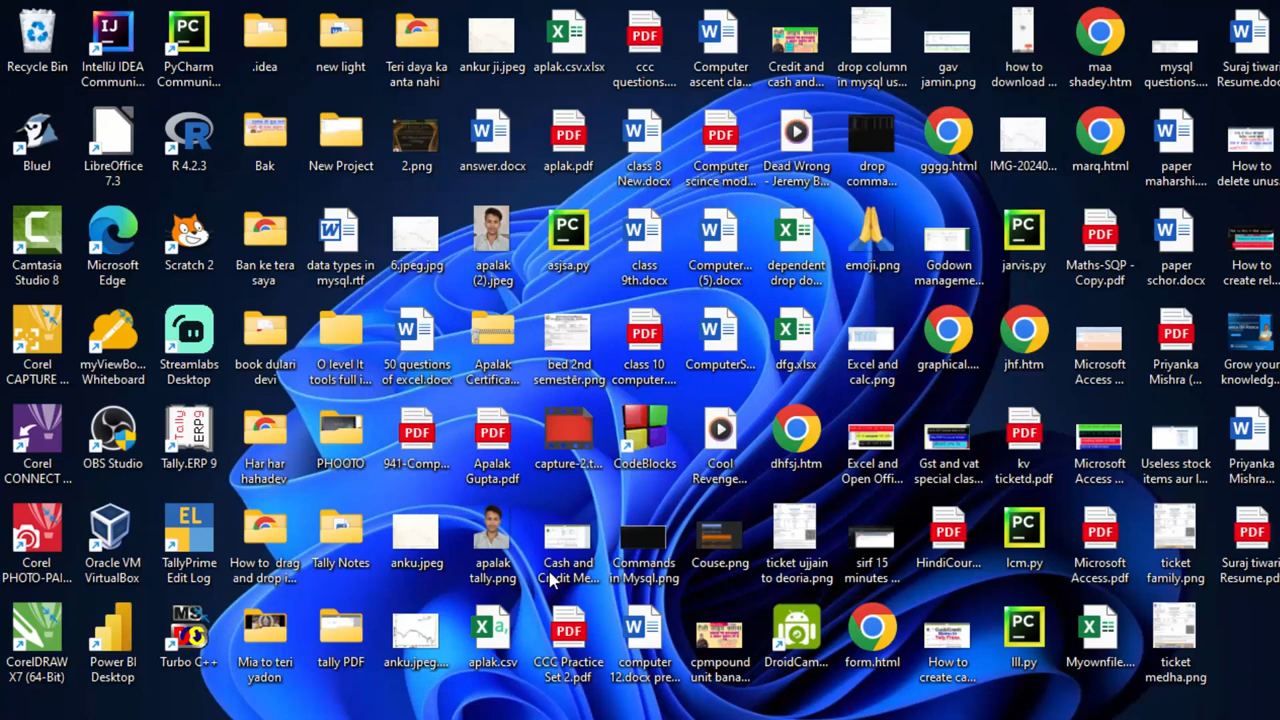 Recycle Bin
IntelliJ IDEA
Communi...
PyCharm
Communi...
.idea
new light
Teri daya ka
anta nahi
ankur ji.jpeg
aplak.csv.xlsx
ccc
questions....
Computer
ascent cla...
Credit and
cash and...
drop column
in mysql us...
gav
jamin.png
how to
download ...
maa
shadey.htm
mysql
questions....
Suraj tiwari
Resume.doc
BlueJ
LibreOffice
7.3
R 4.2.3
Bak
New Project
2.png
answer.docx
aplak.pdf
class 8
New.docx
Computer
scince mod...
Dead Wrong
- Jeremy B...
drop
comma...
gggg.html
IMG-20240...
marq.html
paper
maharshi....
How to
delete unus
Camtasia
Studio 8
Microsoft
Edge
Scratch 2
Ban ke tera
saya
data types in
mysql.rtf
6.jpeg.jpg
apalak
(2).jpeg
asjsa.py
class
9th.docx
Computer...
(5).docx
dependent
drop do...
emoji.png
Godown
manageme...
jarvis.py
Maths-SQP -
Copy.pdf
paper
schor.docx
How to
create rel..
Corel
CAPTURE ...
myViewBo...
Whiteboard
Streamlabs
Desktop
book dulari
devi
O level It
tools full i...
50 questions
of excel.docx
Apalak
Certifica...
bed 2nd
semester.png
class 10
computer....
ComputerS...
dfg.xlsx
Excel and
calc.png
graphical....
jhf.htm
Microsoft
Access ...
Priyanka
Mishra (...
Grow your
knowledg..
Corel
CONNECT ...
OBS Studio
Tally.ERP 9
Har har
hahadev
PHOOTO
941-Comp...
Apalak
Gupta.pdf
capture-2.t...
CodeBlocks
Cool
Revenge...
dhfsj.htm
Excel and
Open Offi...
Gst and vat
special clas...
kv
ticketd.pdf
Microsoft
Access ...
Useless stock
items aur l...
Priyanka
Mishra...
Corel
PHOTO-PAI...
Oracle VM
VirtualBox
TallyPrime
Edit Log
How to drag
and drop i...
Tally Notes
anku.jpeg
apalak
tally.png
Cash and
Credit Me...
Commands
in Mysql.png
Couse.png
ticket ujjain
to deoria.png
sirf 15
minutes ...
HindiCour...
lcm.py
Microsoft
Access.pdf
ticket
family.png
Suraj tiwari
Resume.pd
CorelDRAW
X7 (64-Bit)
Power BI
Desktop
Turbo C++
Mia to teri
yadon
tally PDF
anku.jpeg....
aplak.csv
CCC Practice
Set 2.pdf
computer
12.docx pre...
cpmpound
unit bana...
DroidCam...
form.html
How to
create ca...
lll.py
Myownfile....
ticket
medha.png